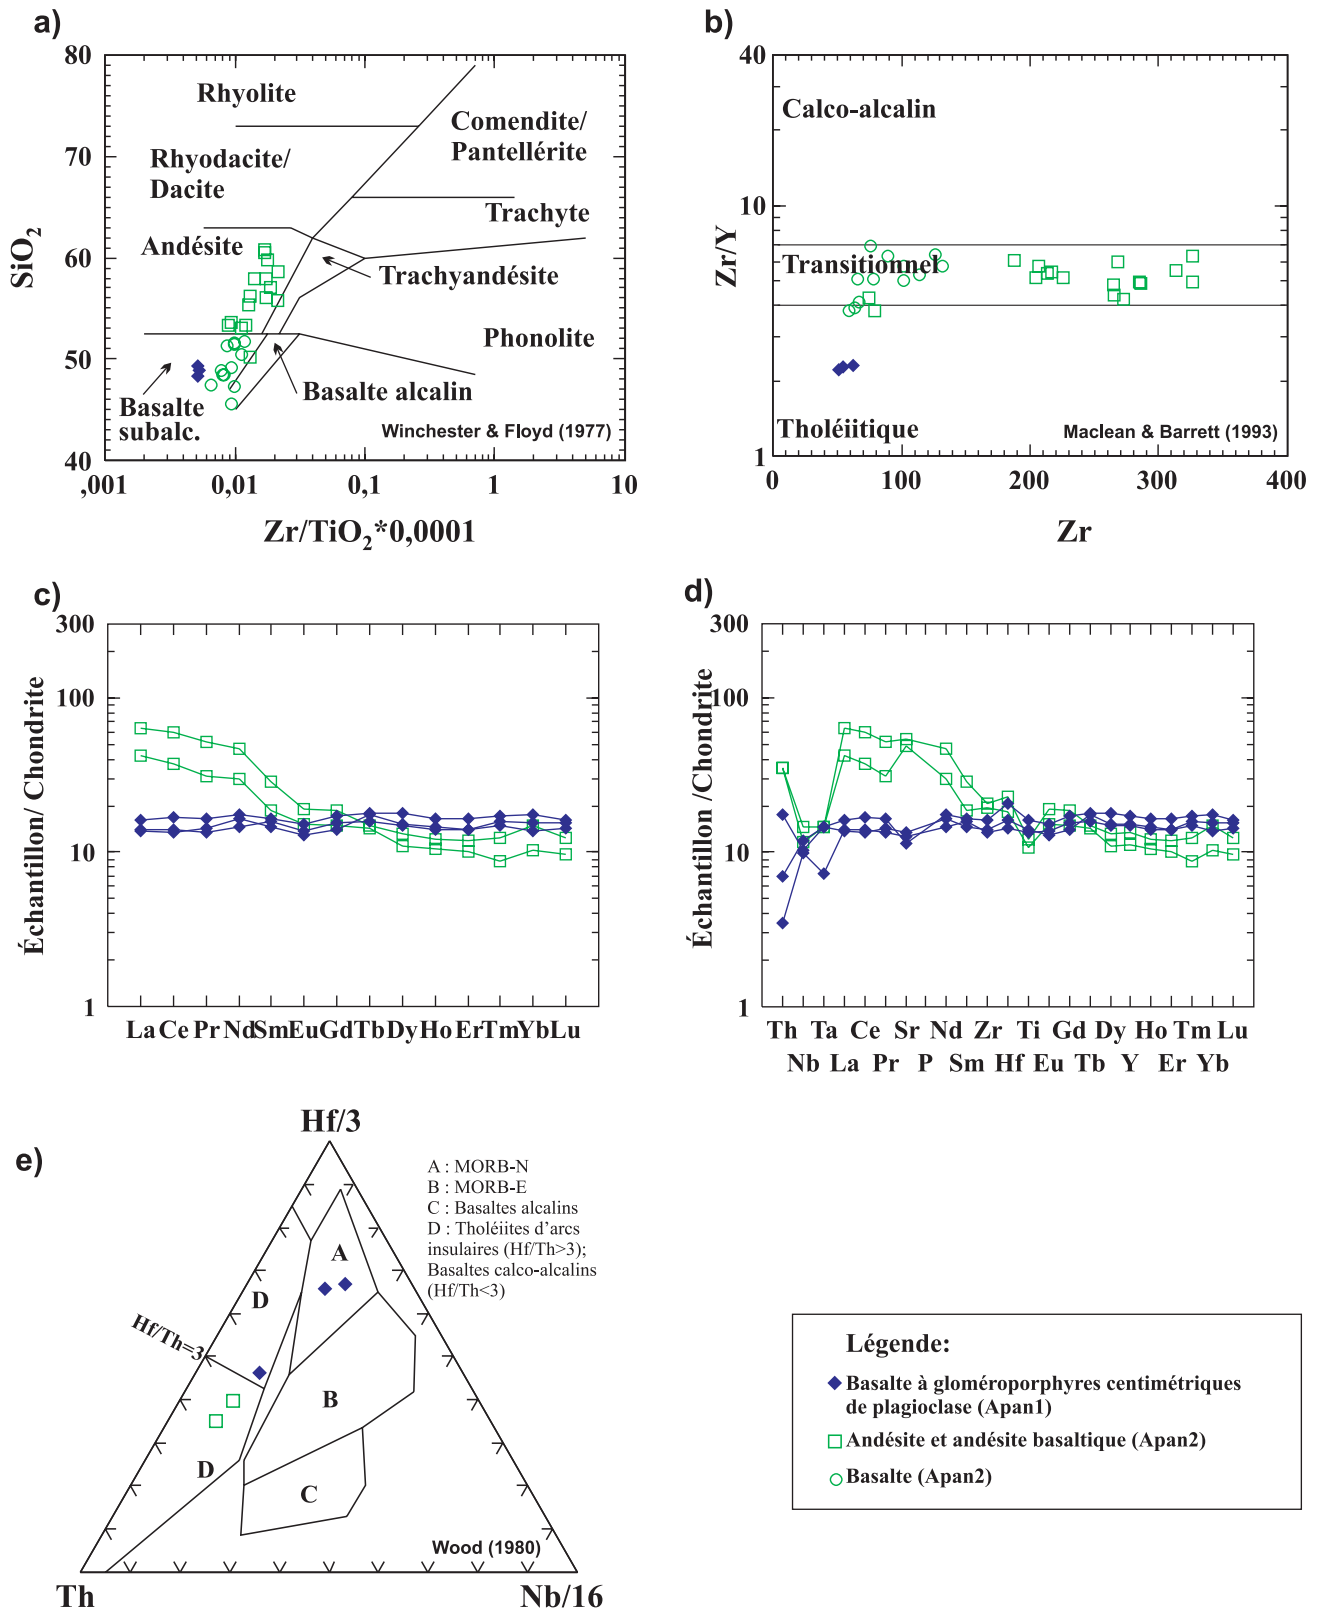 a)
80
70
60
50
40
SiO2
Rhyolite
Comendite/
Pantellérite
Rhyodacite/
Dacite
Trachyte
Andésite
Trachyandésite
Phonolite
Basalte alcalin
Basalte
subalc.
Winchester & Floyd (1977)
,001
0,01
0,1
1
10
Zr/TiO2*0,0001
b)
40
10
1
Zr/Y
Calco-alcalin
Transitionnel
Tholéiitique
Maclean & Barrett (1993)
0
100
200
300
400
Zr
c)
300
100
10
1
Échantillon/ Chondrite
La Ce Pr Nd Sm Eu Gd Tb Dy Ho Er Tm Yb Lu
d)
300
100
10
1
Échantillon /Chondrite
Th Ta Ce Sr Nd Zr Ti Gd Dy Ho Tm Lu
Nb La Pr P Sm Hf Eu Tb Y Er Yb
e)
Hf/3
A : MORB-N
B : MORB-E
C : Basaltes alcalins
D : Tholéiites d'arcs
insulaires (Hf/Th>3);
Basaltes calco-alcalins
(Hf/Th<3)
A
D
Hf/Th=3
B
D
C
Wood (1980)
Th
Nb/16
Légende:
Basalte à gloméroporphyres centimétriques
de plagioclase (Apan1)
Andésite et andésite basaltique (Apan2)
Basalte (Apan2)